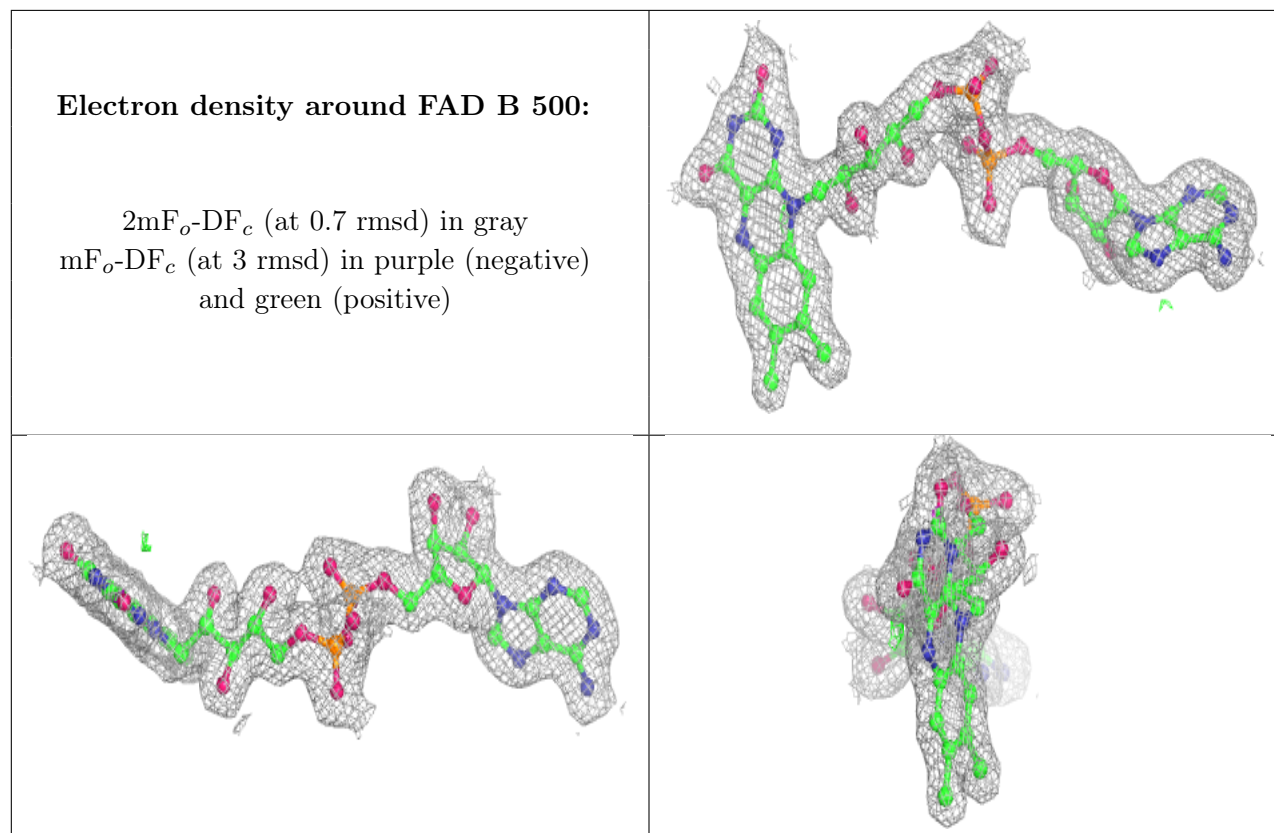 Electron density around FAD B 500:
2mFo-DFc (at 0.7 rmsd) in gray
mFo-DFc (at 3 rmsd) in purple (negative)
and green (positive)